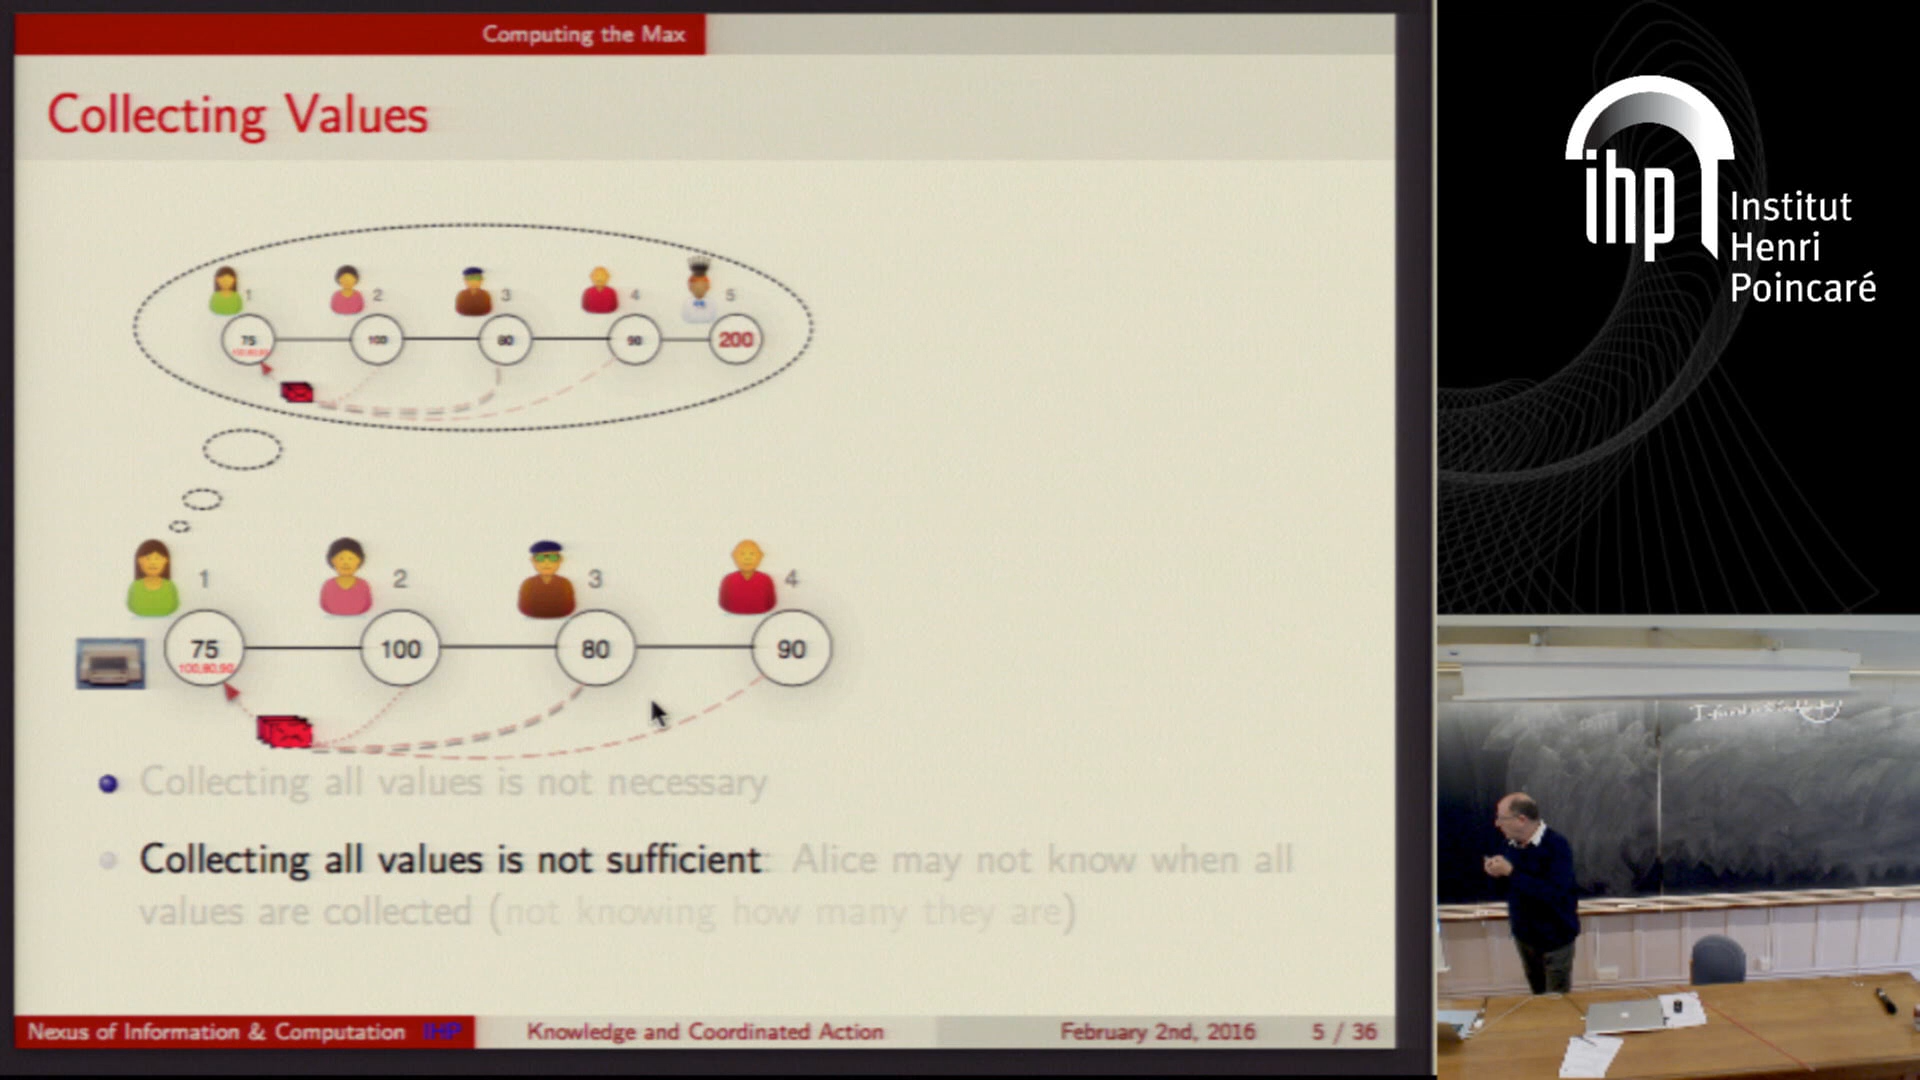 Computing the Max
Collecting Values
1 2 3 4 5
75 100 80 90 200
1 2 3 4
75 100 80 90
Collecting all values is not necessary
Collecting all values is not sufficient: Alice may not know when all
values are collected (not knowing how many they are)
Nexus of Information & Computation IHP Knowledge and Coordinated Action February 2nd, 2016 5 / 36
ihp Institut
Henri
Poincaré